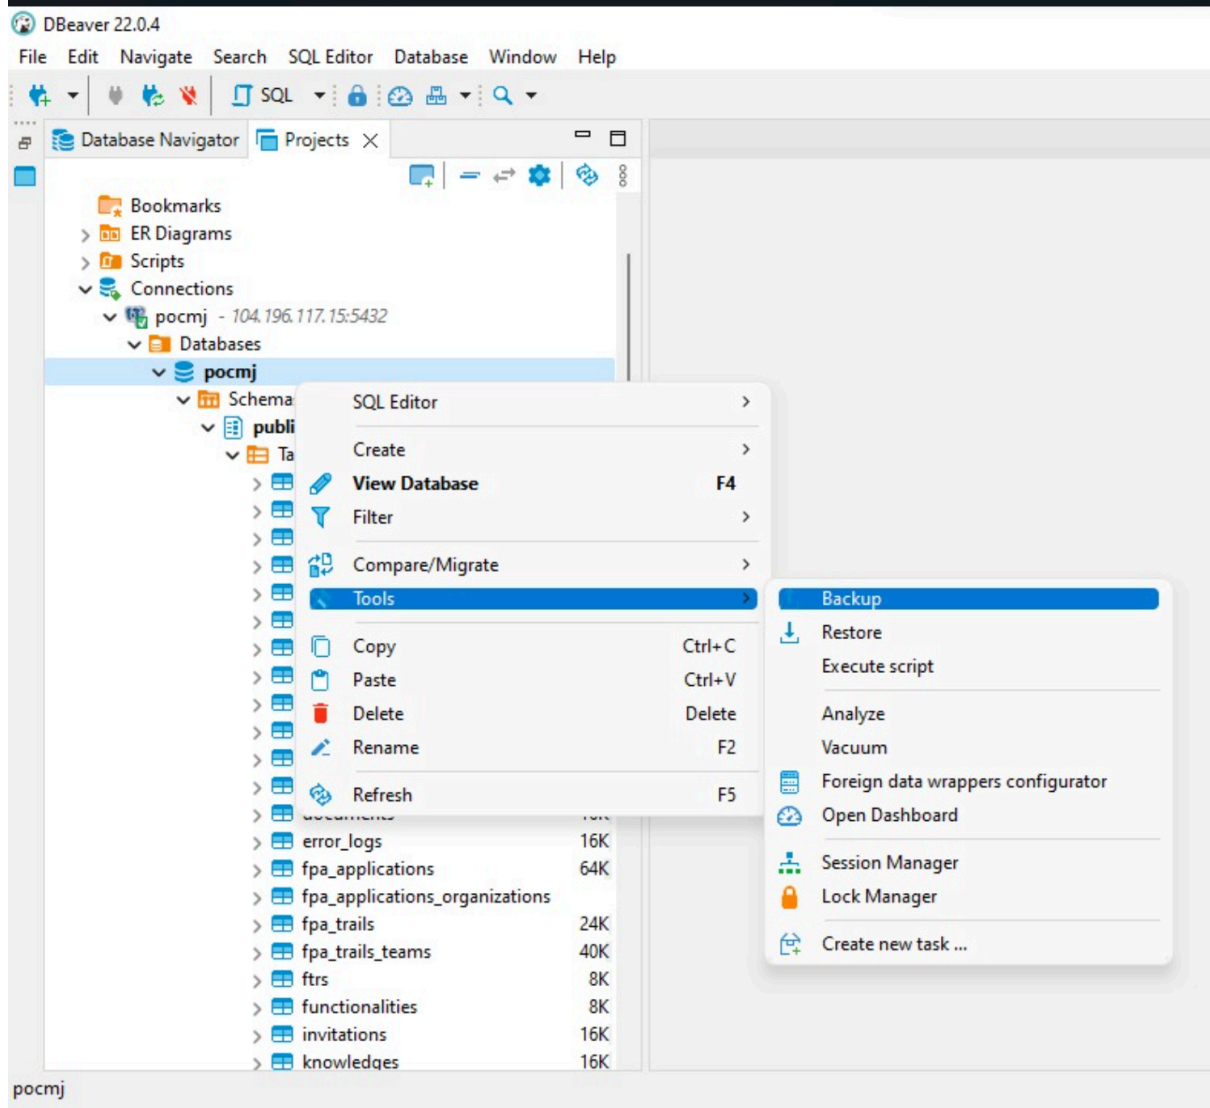 DBeaver 22.0.4
File Edit Navigate Search SQL Editor Database Window Help
SQL
Database Navigator Projects
Bookmarks
ER Diagrams
Scripts
Connections
pocmj - 104.196.117.15:5432
Databases
pocmj
Schema
publi
Ta
SQL Editor
Create
View Database F4
Filter
Compare/Migrate
Tools
Copy Ctrl+C
Paste Ctrl+V
Delete Delete
Rename F2
Refresh F5
Backup
Restore
Execute script
Analyze
Vacuum
Foreign data wrappers configurator
Open Dashboard
Session Manager
Lock Manager
Create new task ...
error_logs 16K
fpa_applications 64K
fpa_applications_organizations
fpa_trails 24K
fpa_trails_teams 40K
ftrs 8K
functionalities 8K
invitations 16K
knowledges 16K
pocmj